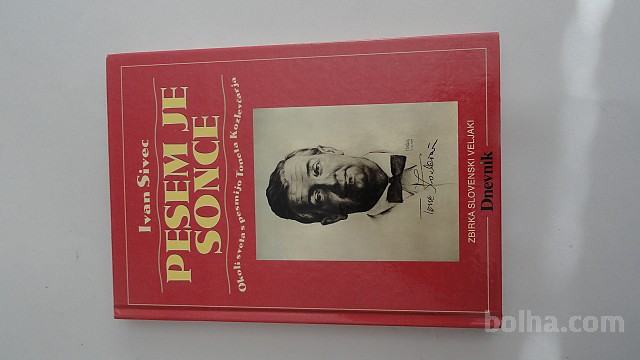 Ivan Sivec
PESEM JE
SONCE
Okoli sveta s pesmijo Toneta Kozlevčarja
Tone Kozlevčar
ZBIRKA SLOVENSKI VELJAKI
Dnevnik
bolha.com